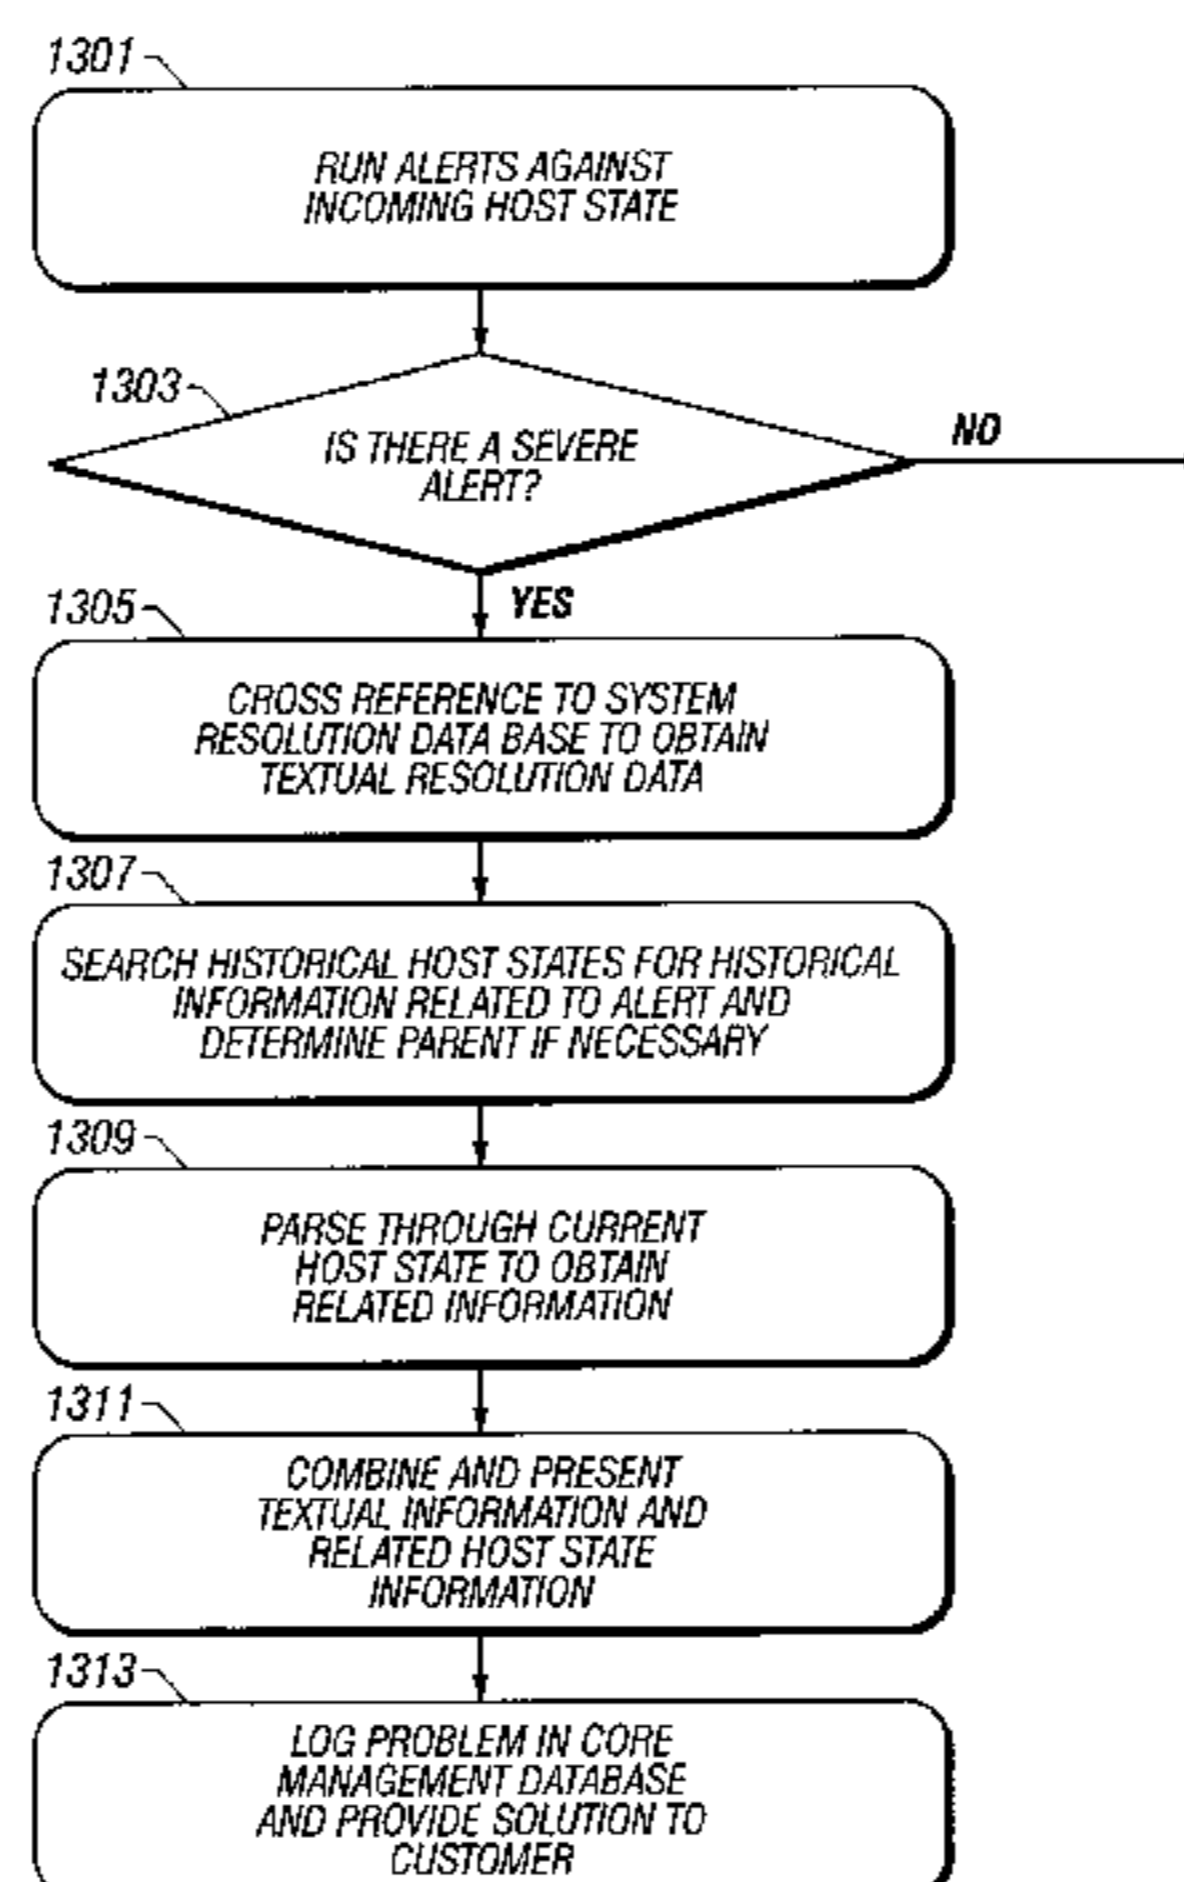 1301
RUN ALERTS AGAINST
INCOMING HOST STATE
1303
IS THERE A SEVERE
ALERT?
NO
YES
1305
CROSS REFERENCE TO SYSTEM
RESOLUTION DATA BASE TO OBTAIN
TEXTUAL RESOLUTION DATA
1307
SEARCH HISTORICAL HOST STATES FOR HISTORICAL
INFORMATION RELATED TO ALERT AND
DETERMINE PARENT IF NECESSARY
1309
PARSE THROUGH CURRENT
HOST STATE TO OBTAIN
RELATED INFORMATION
1311
COMBINE AND PRESENT
TEXTUAL INFORMATION AND
RELATED HOST STATE
INFORMATION
1313
LOG PROBLEM IN CORE
MANAGEMENT DATABASE
AND PROVIDE SOLUTION TO
CUSTOMER